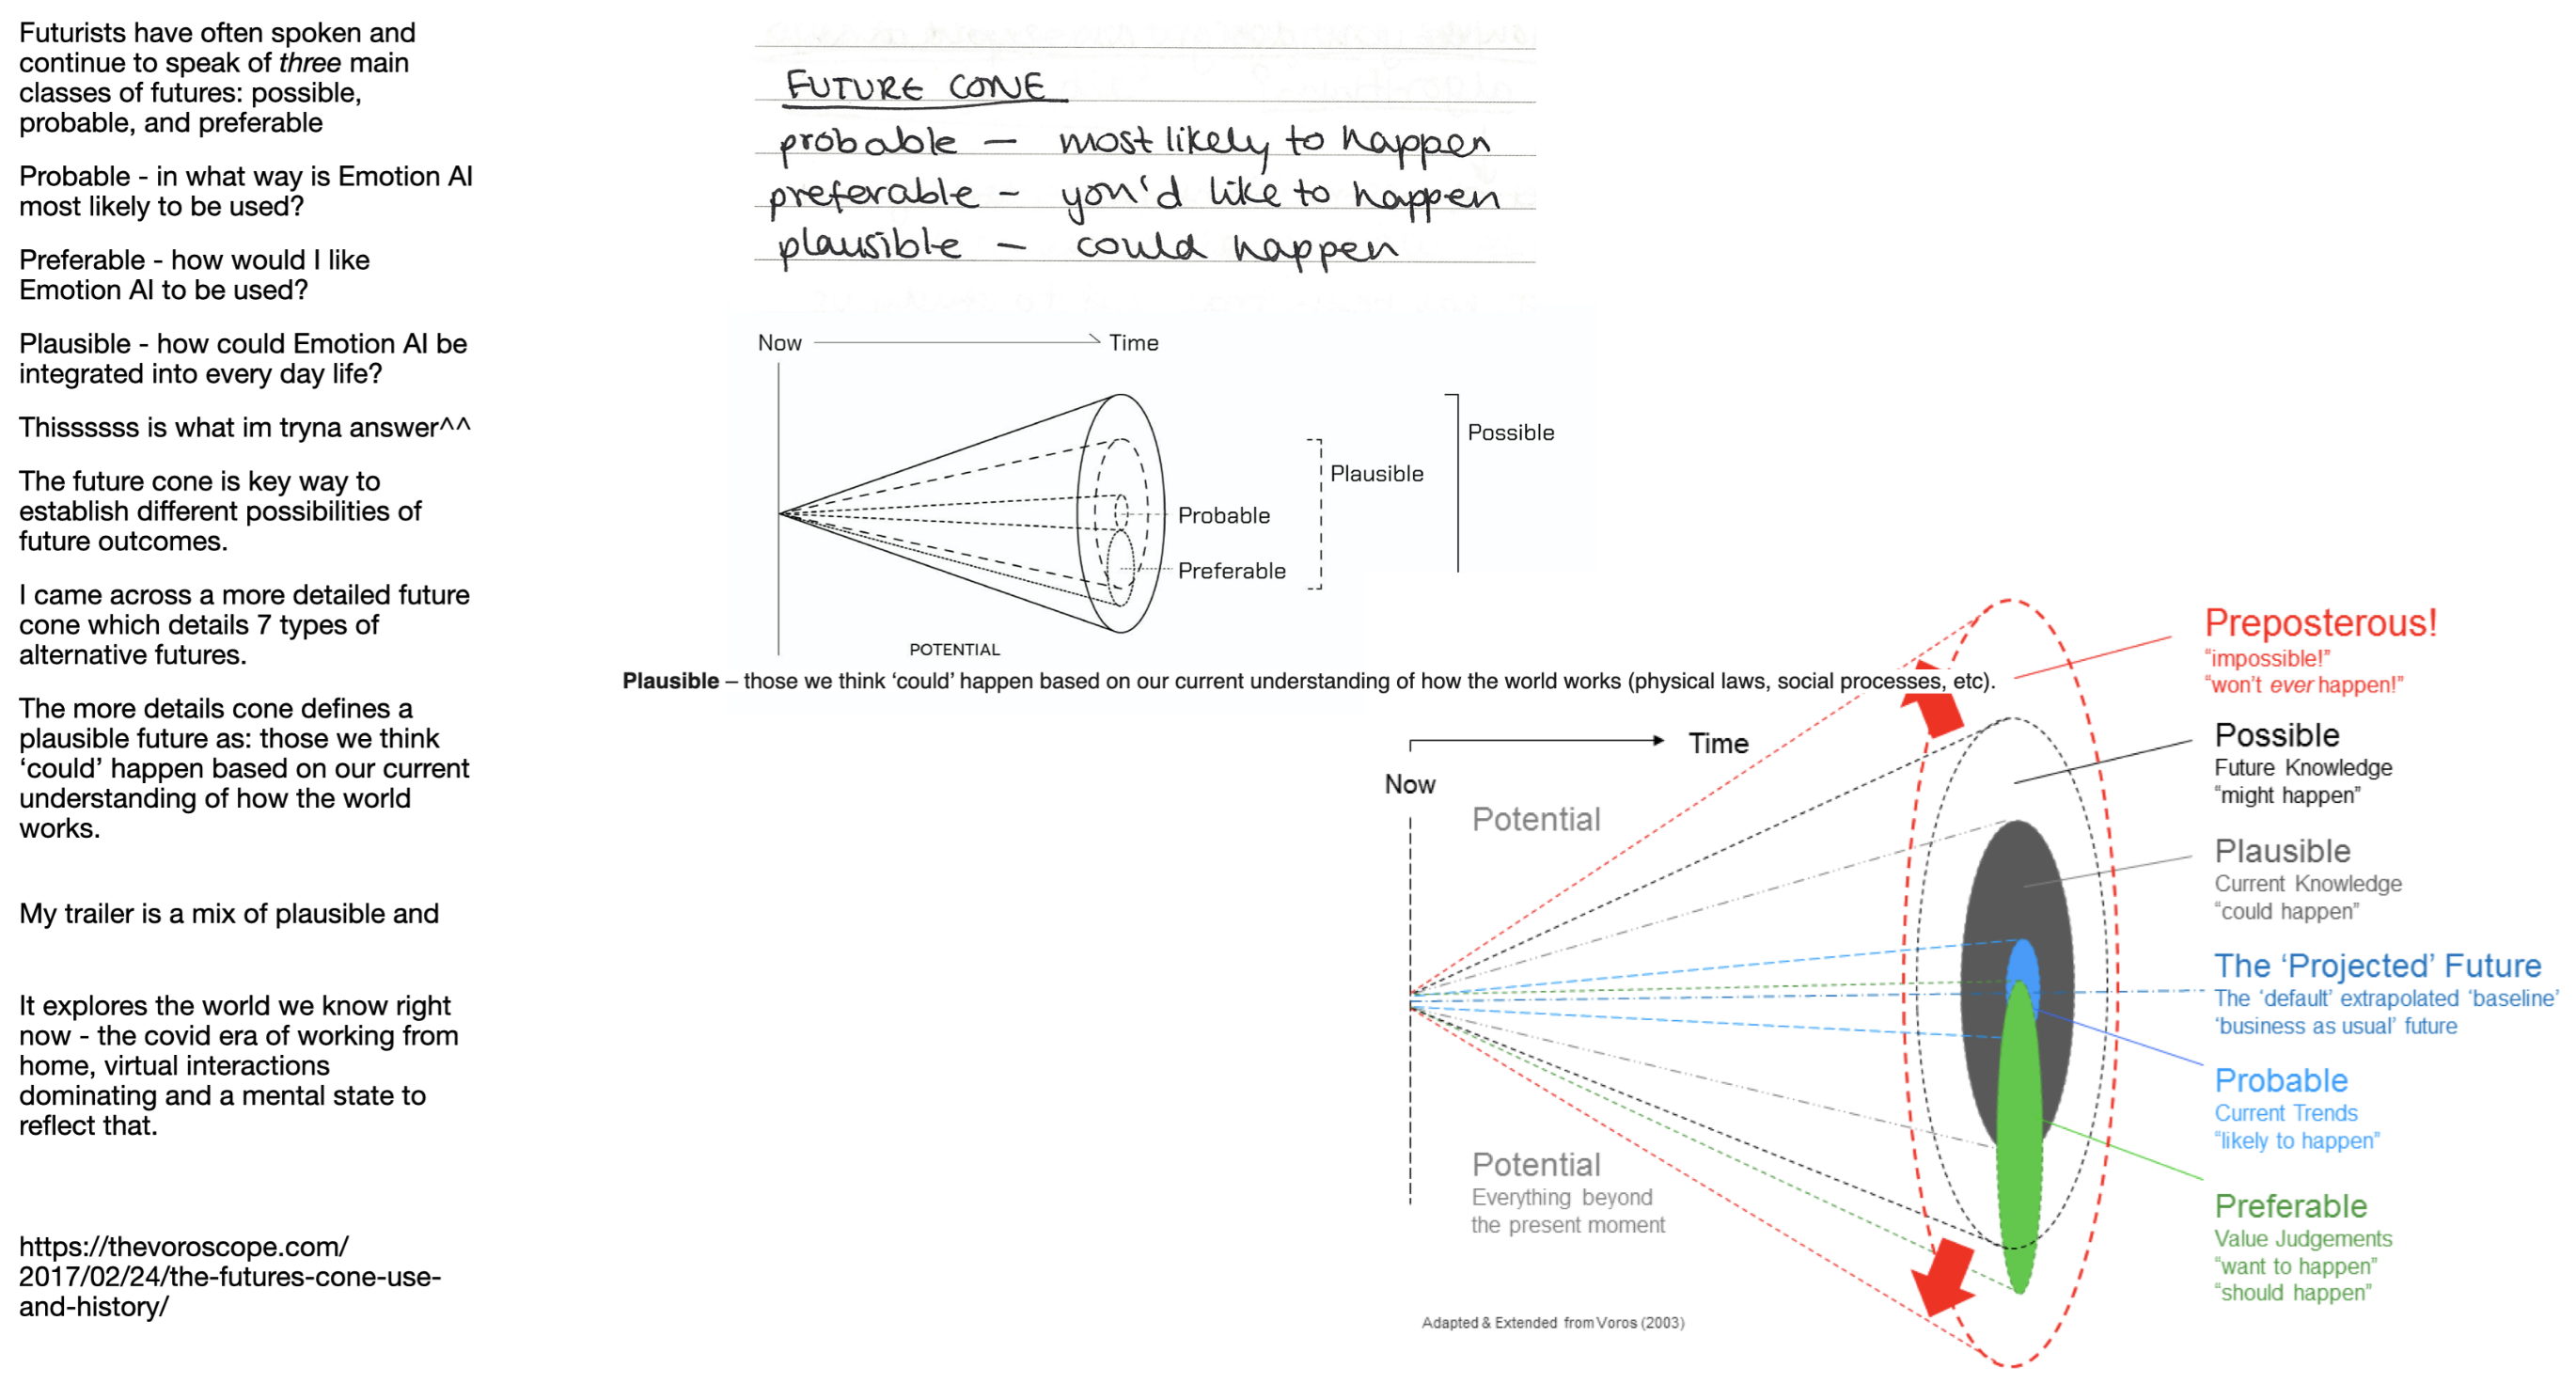 Futurists have often spoken and
continue to speak of three main
classes of futures: possible,
probable, and preferable
Probable - in what way is Emotion AI
most likely to be used?
Preferable - how would I like
Emotion AI to be used?
Plausible - how could Emotion AI be
integrated into every day life?
Thissssss is what im tryna answer^^
The future cone is key way to
establish different possibilities of
future outcomes.
I came across a more detailed future
cone which details 7 types of
alternative futures.
The more details cone defines a
plausible future as: those we think
‘could’ happen based on our current
understanding of how the world
works.
My trailer is a mix of plausible and
It explores the world we know right
now - the covid era of working from
home, virtual interactions
dominating and a mental state to
reflect that.
https://thevoroscope.com/
2017/02/24/the-futures-cone-use-
and-history/
FUTURE CONE
probable — most likely to happen
preferable - you'd like to happen
plausible - could happen
Now
Time
Possible
Plausible
Probable
Preferable
POTENTIAL
Plausible – those we think ‘could’ happen based on our current understanding of how the world works (physical laws, social processes, etc).
Time
Now
Potential
Potential
Everything beyond
the present moment
Adapted & Extended from Voros (2003)
Preposterous!
“impossible!”
“won’t ever happen!”
Possible
Future Knowledge
“might happen”
Plausible
Current Knowledge
“could happen”
The ‘Projected’ Future
The ‘default’ extrapolated ‘baseline’
‘business as usual’ future
Probable
Current Trends
“likely to happen”
Preferable
Value Judgements
“want to happen”
“should happen”